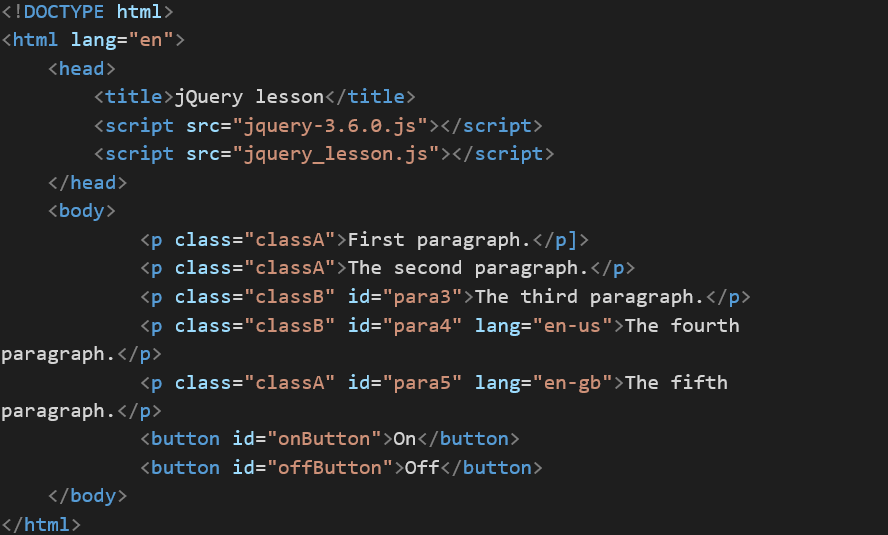 <!DOCTYPE html>
<html lang="en">
    <head>
        <title>jQuery lesson</title>
        <script src="jquery-3.6.0.js"></script>
        <script src="jquery_lesson.js"></script>
    </head>
    <body>
            <p class="classA">First paragraph.</p]>
            <p class="classA">The second paragraph.</p>
            <p class="classB" id="para3">The third paragraph.</p>
            <p class="classB" id="para4" lang="en-us">The fourth
paragraph.</p>
            <p class="classA" id="para5" lang="en-gb">The fifth
paragraph.</p>
            <button id="onButton">On</button>
            <button id="offButton">Off</button>
    </body>
</html>